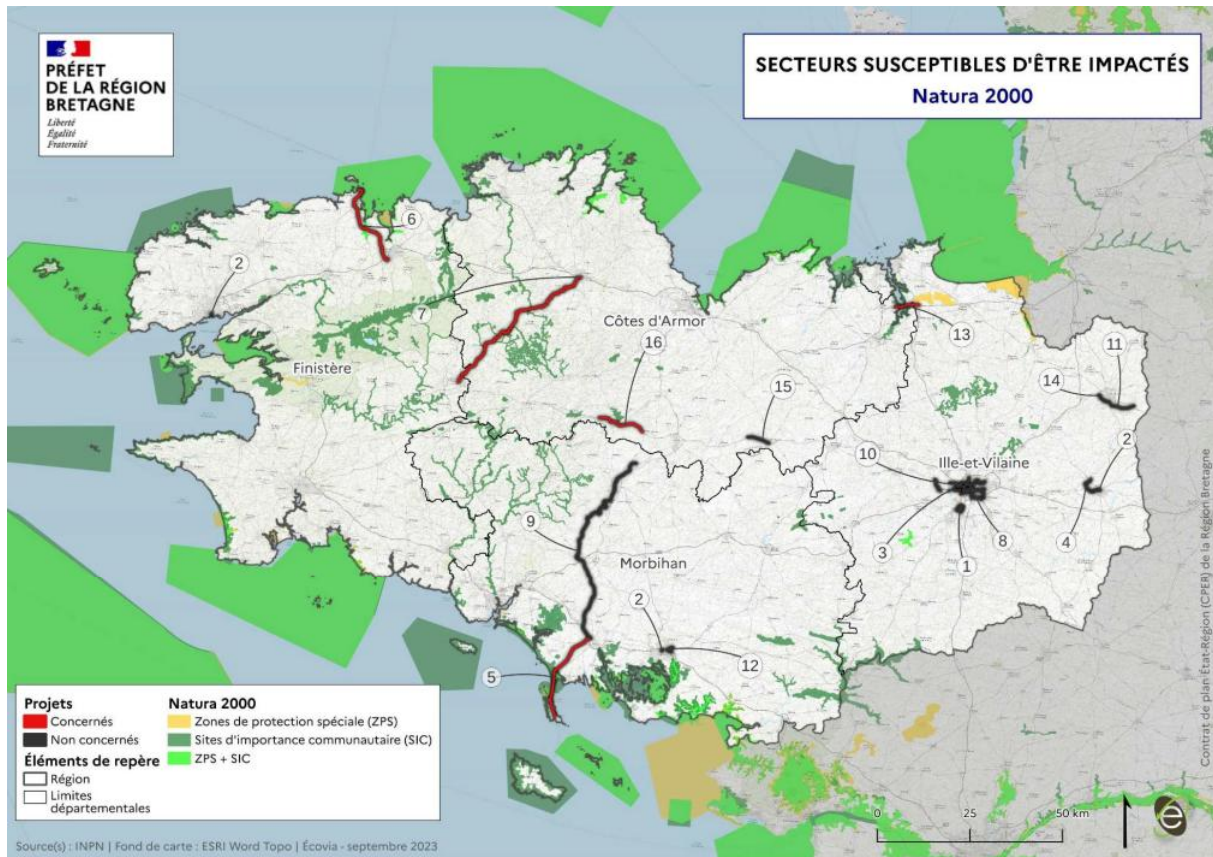 PRÉFET
DE LA RÉGION
BRETAGNE
Liberté
Égalité
Fraternité
SECTEURS SUSCEPTIBLES D'ÊTRE IMPACTÉS
Natura 2000
6
2
7
Côtes d'Armor
16
Finistère
13
11
14
15
2
10
Ille-et-Vilaine
9
3
1
8
4
Morbihan
2
12
5
Projets
Concernés
Non concernés
Éléments de repère
Région
Limites
départementales
Natura 2000
Zones de protection spéciale (ZPS)
Sites d'importance communautaire (SIC)
ZPS + SIC
0 25 50 km
Contrat de plan État-Région (CPER) de la Région Bretagne
Source(s) : INPN | Fond de carte : ESRI Word Topo | Écovia - septembre 2023